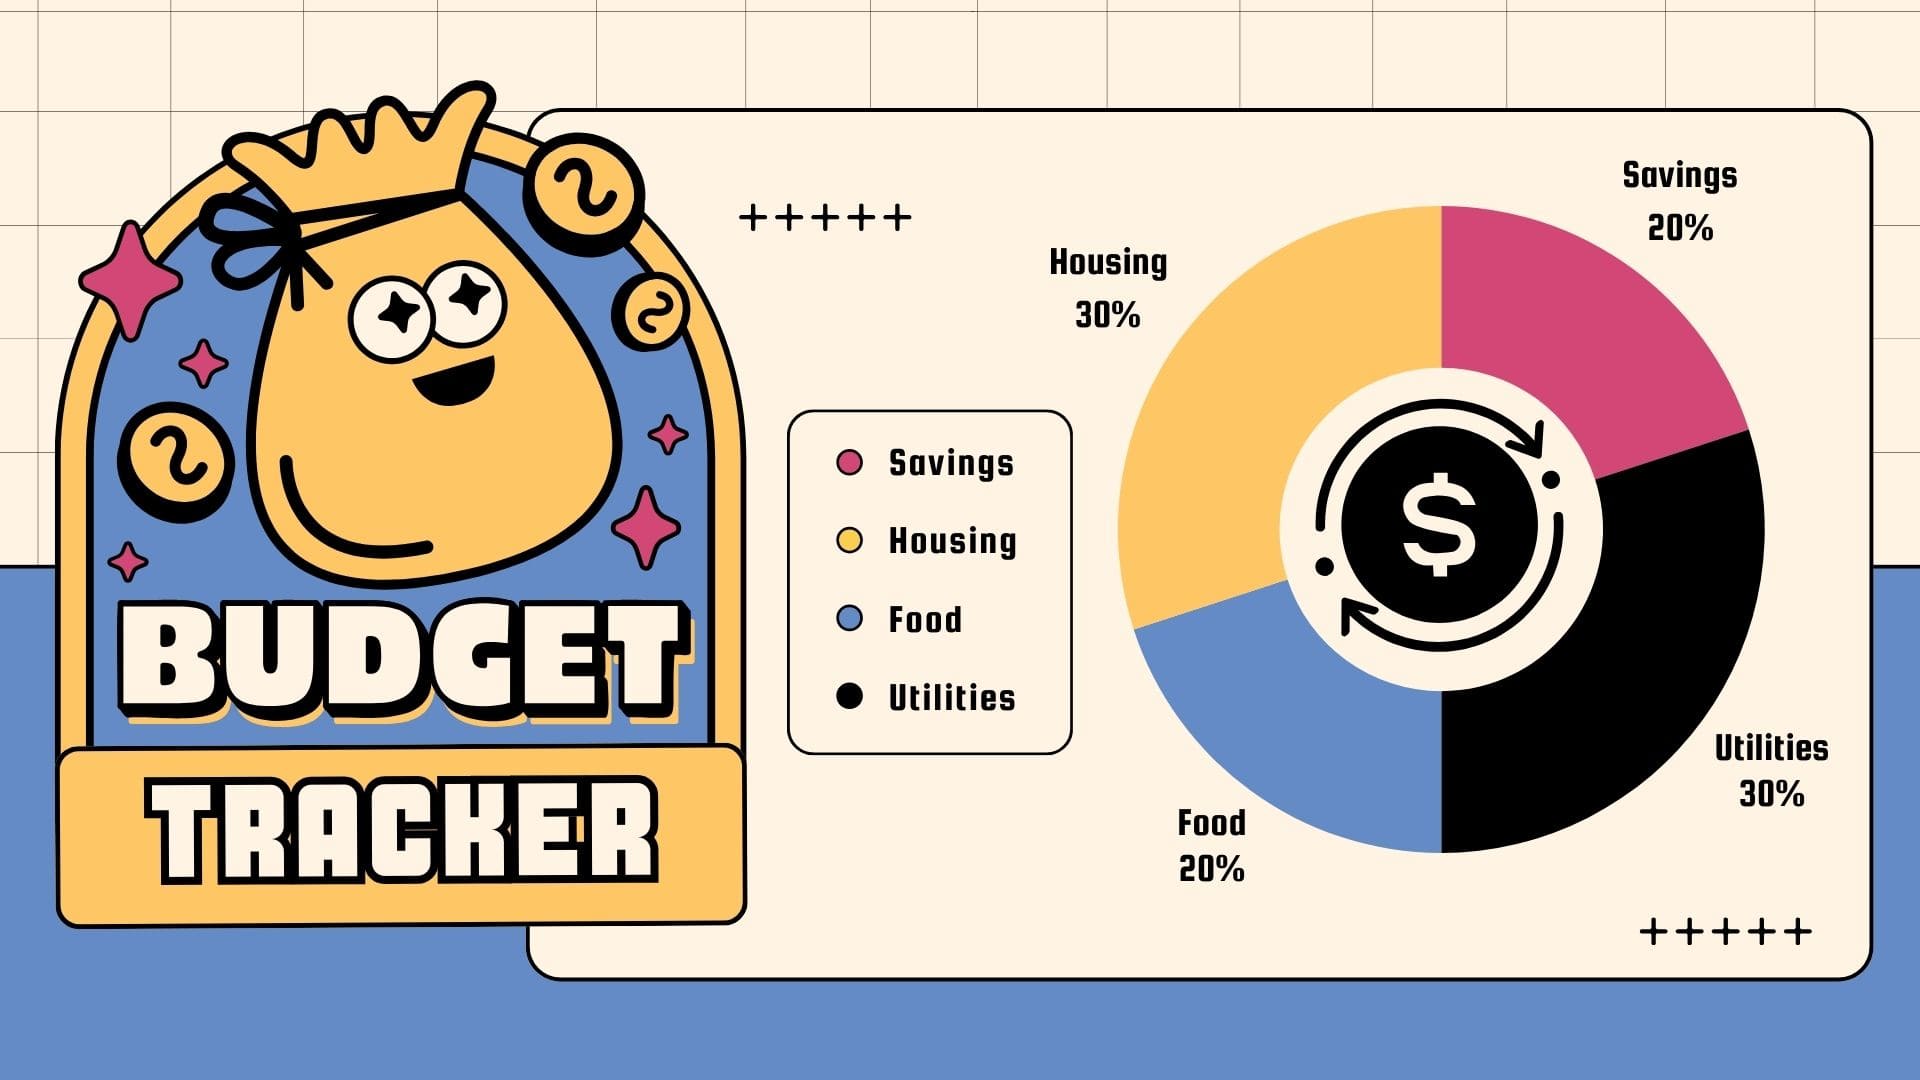 BUDGET
TRACKER
+++++
Savings
Housing
Food
Utilities
Housing
30%
Savings
20%
$
Utilities
30%
Food
20%
+++++